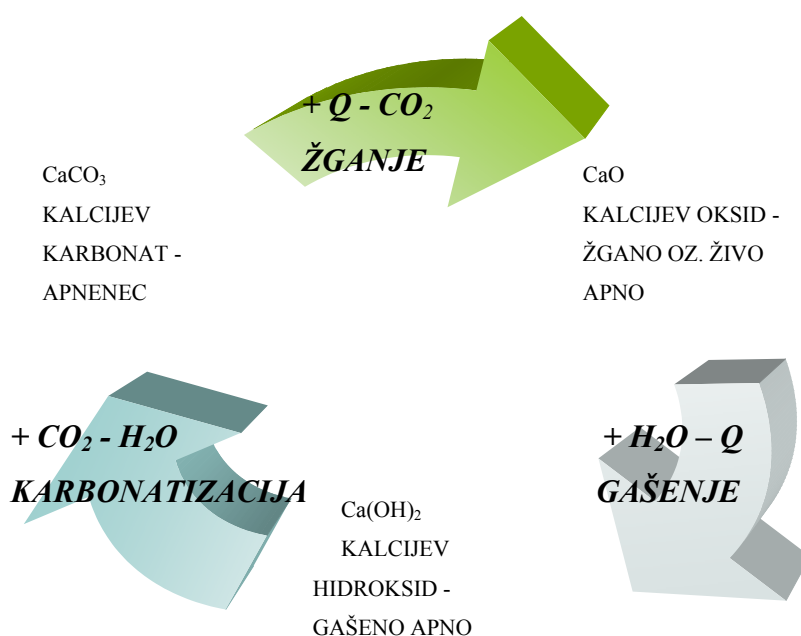 + Q - CO₂
ŽGANJE
CaCO₃
KALCIJEV
KARBONAT -
APNENEC
CaO
KALCIJEV OKSID -
ŽGANO OZ. ŽIVO
APNO
+ CO₂ - H₂O
KARBONATIZACIJA
+ H₂O – Q
GAŠENJE
Ca(OH)₂
KALCIJEV
HIDROKSID -
GAŠENO APNO